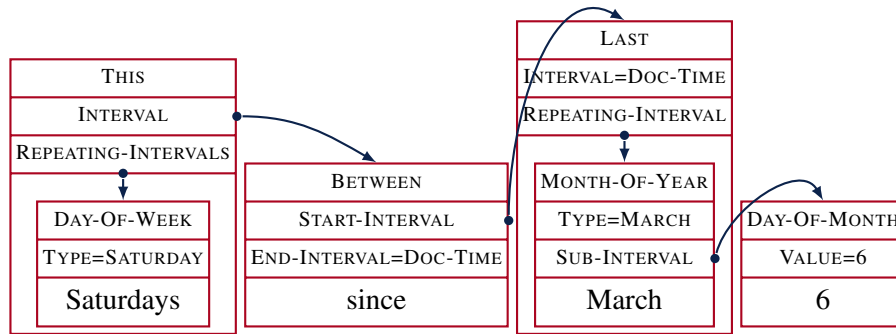 THIS
INTERVAL
REPEATING-INTERVALS
DAY-OF-WEEK
TYPE=SATURDAY
Saturdays
BETWEEN
START-INTERVAL
END-INTERVAL=DOC-TIME
since
LAST
INTERVAL=DOC-TIME
REPEATING-INTERVAL
MONTH-OF-YEAR
TYPE=MARCH
SUB-INTERVAL
March
DAY-OF-MONTH
VALUE=6
6